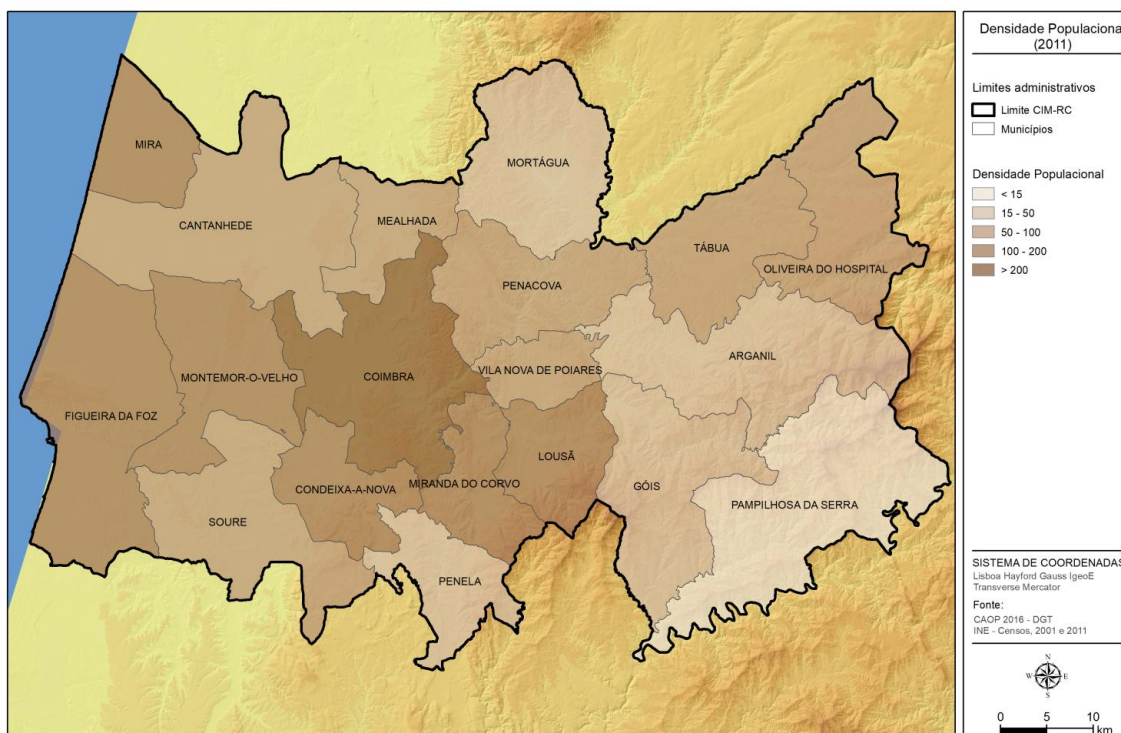 Densidade Populaciona
(2011)
Limites administrativos
Limite CIM-RC
Municípios
Densidade Populacional
< 15
15 - 50
50 - 100
100 - 200
> 200
MIRA
MORTÁGUA
CANTANHEDE
MEALHADA
TÁBUA
OLIVEIRA DO HOSPITAL
PENACOVA
ARGANIL
VILA NOVA DE POIARES
COIMBRA
MONTEMOR-O-VELHO
FIGUEIRA DA FOZ
LOUSÃ
MIRANDA DO CORVO
CONDEIXA-A-NOVA
GÓIS
PAMPILHOSA DA SERRA
SOURE
PENELA
SISTEMA DE COORDENADAS
Lisboa Hayford Gauss IgeoE
Transverse Mercator
Fonte:
CAOP 2016 - DGT
INE - Censos, 2001 e 2011
N
W E
S
0 5 10
km